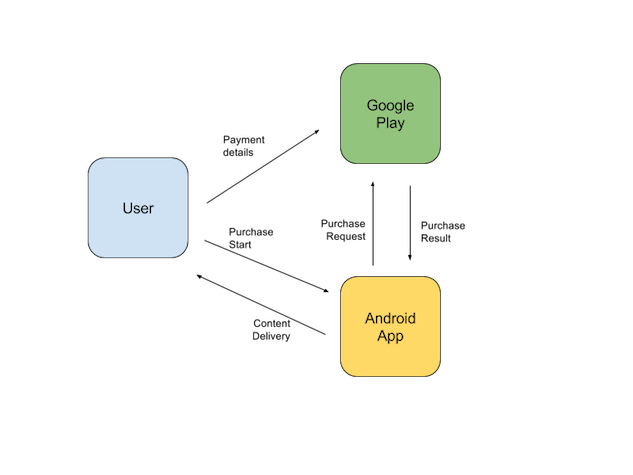 Google
Play
Payment
details
User
Purchase
Start
Purchase
Request
Purchase
Result
Content
Delivery
Android
App